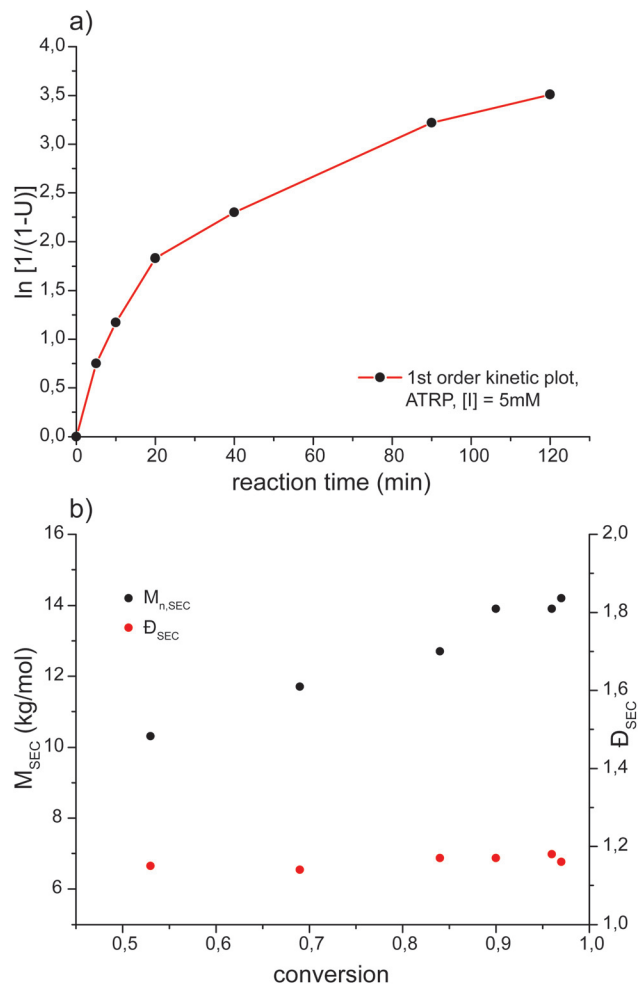 a)
4,0
3,5
3,0
2,5
2,0
1,5
1,0
0,5
0,0
ln [1/(1-U)]
1st order kinetic plot,
ATRP, [I] = 5mM
0 20 40 60 80 100 120
reaction time (min)
b)
16
14
12
10
8
6
M_SEC (kg/mol)
M_n,SEC
Đ_SEC
2,0
1,8
1,6
1,4
1,2
1,0
Đ_SEC
0,5 0,6 0,7 0,8 0,9 1,0
conversion